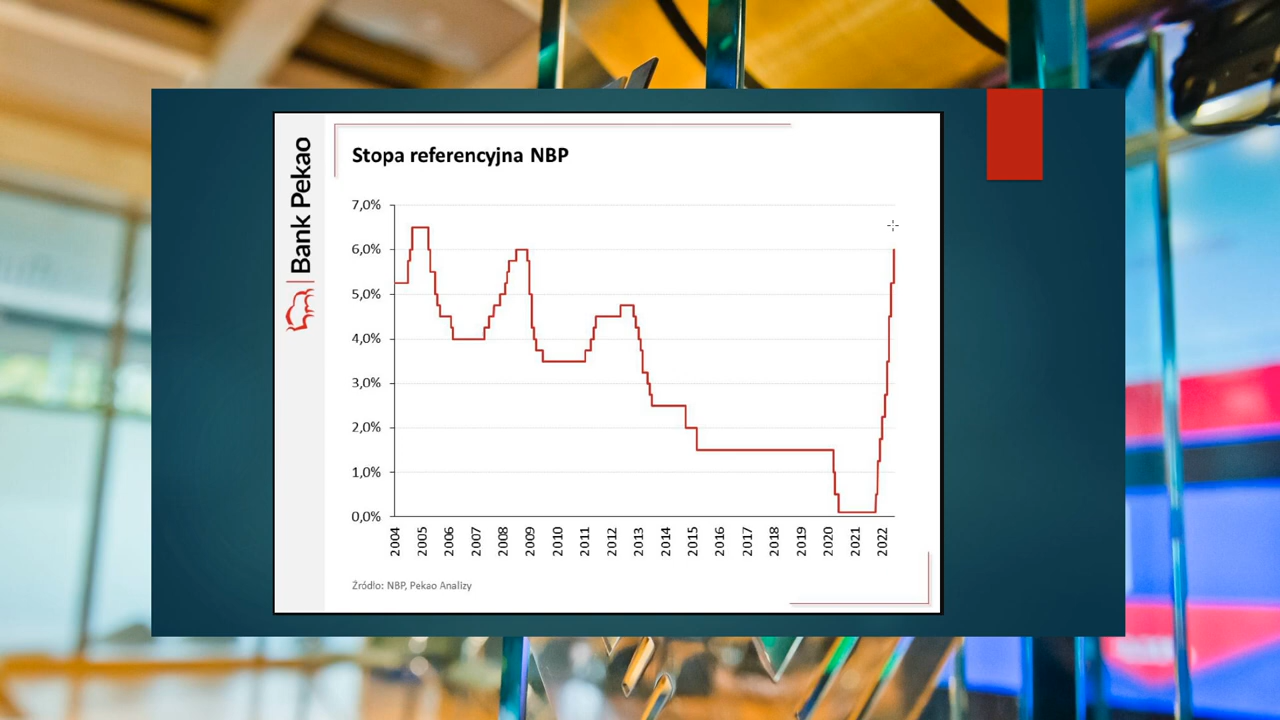 Bank Pekao
Stopa referencyjna NBP
7,0%
6,0%
5,0%
4,0%
3,0%
2,0%
1,0%
0,0%
2004 2005 2006 2007 2008 2009 2010 2011 2012 2013 2014 2015 2016 2017 2018 2019 2020 2021 2022
Źródło: NBP, Pekao Analizy